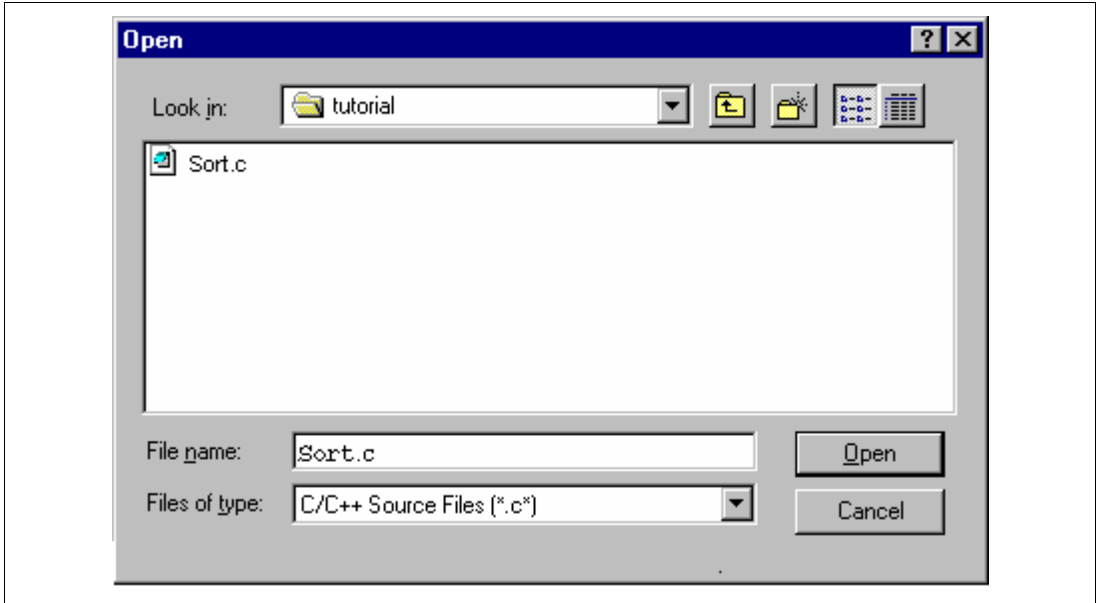 Open
Look in: tutorial
Sort.c
File name: Sort.c Open
Files of type: C/C++ Source Files (*.c*) Cancel